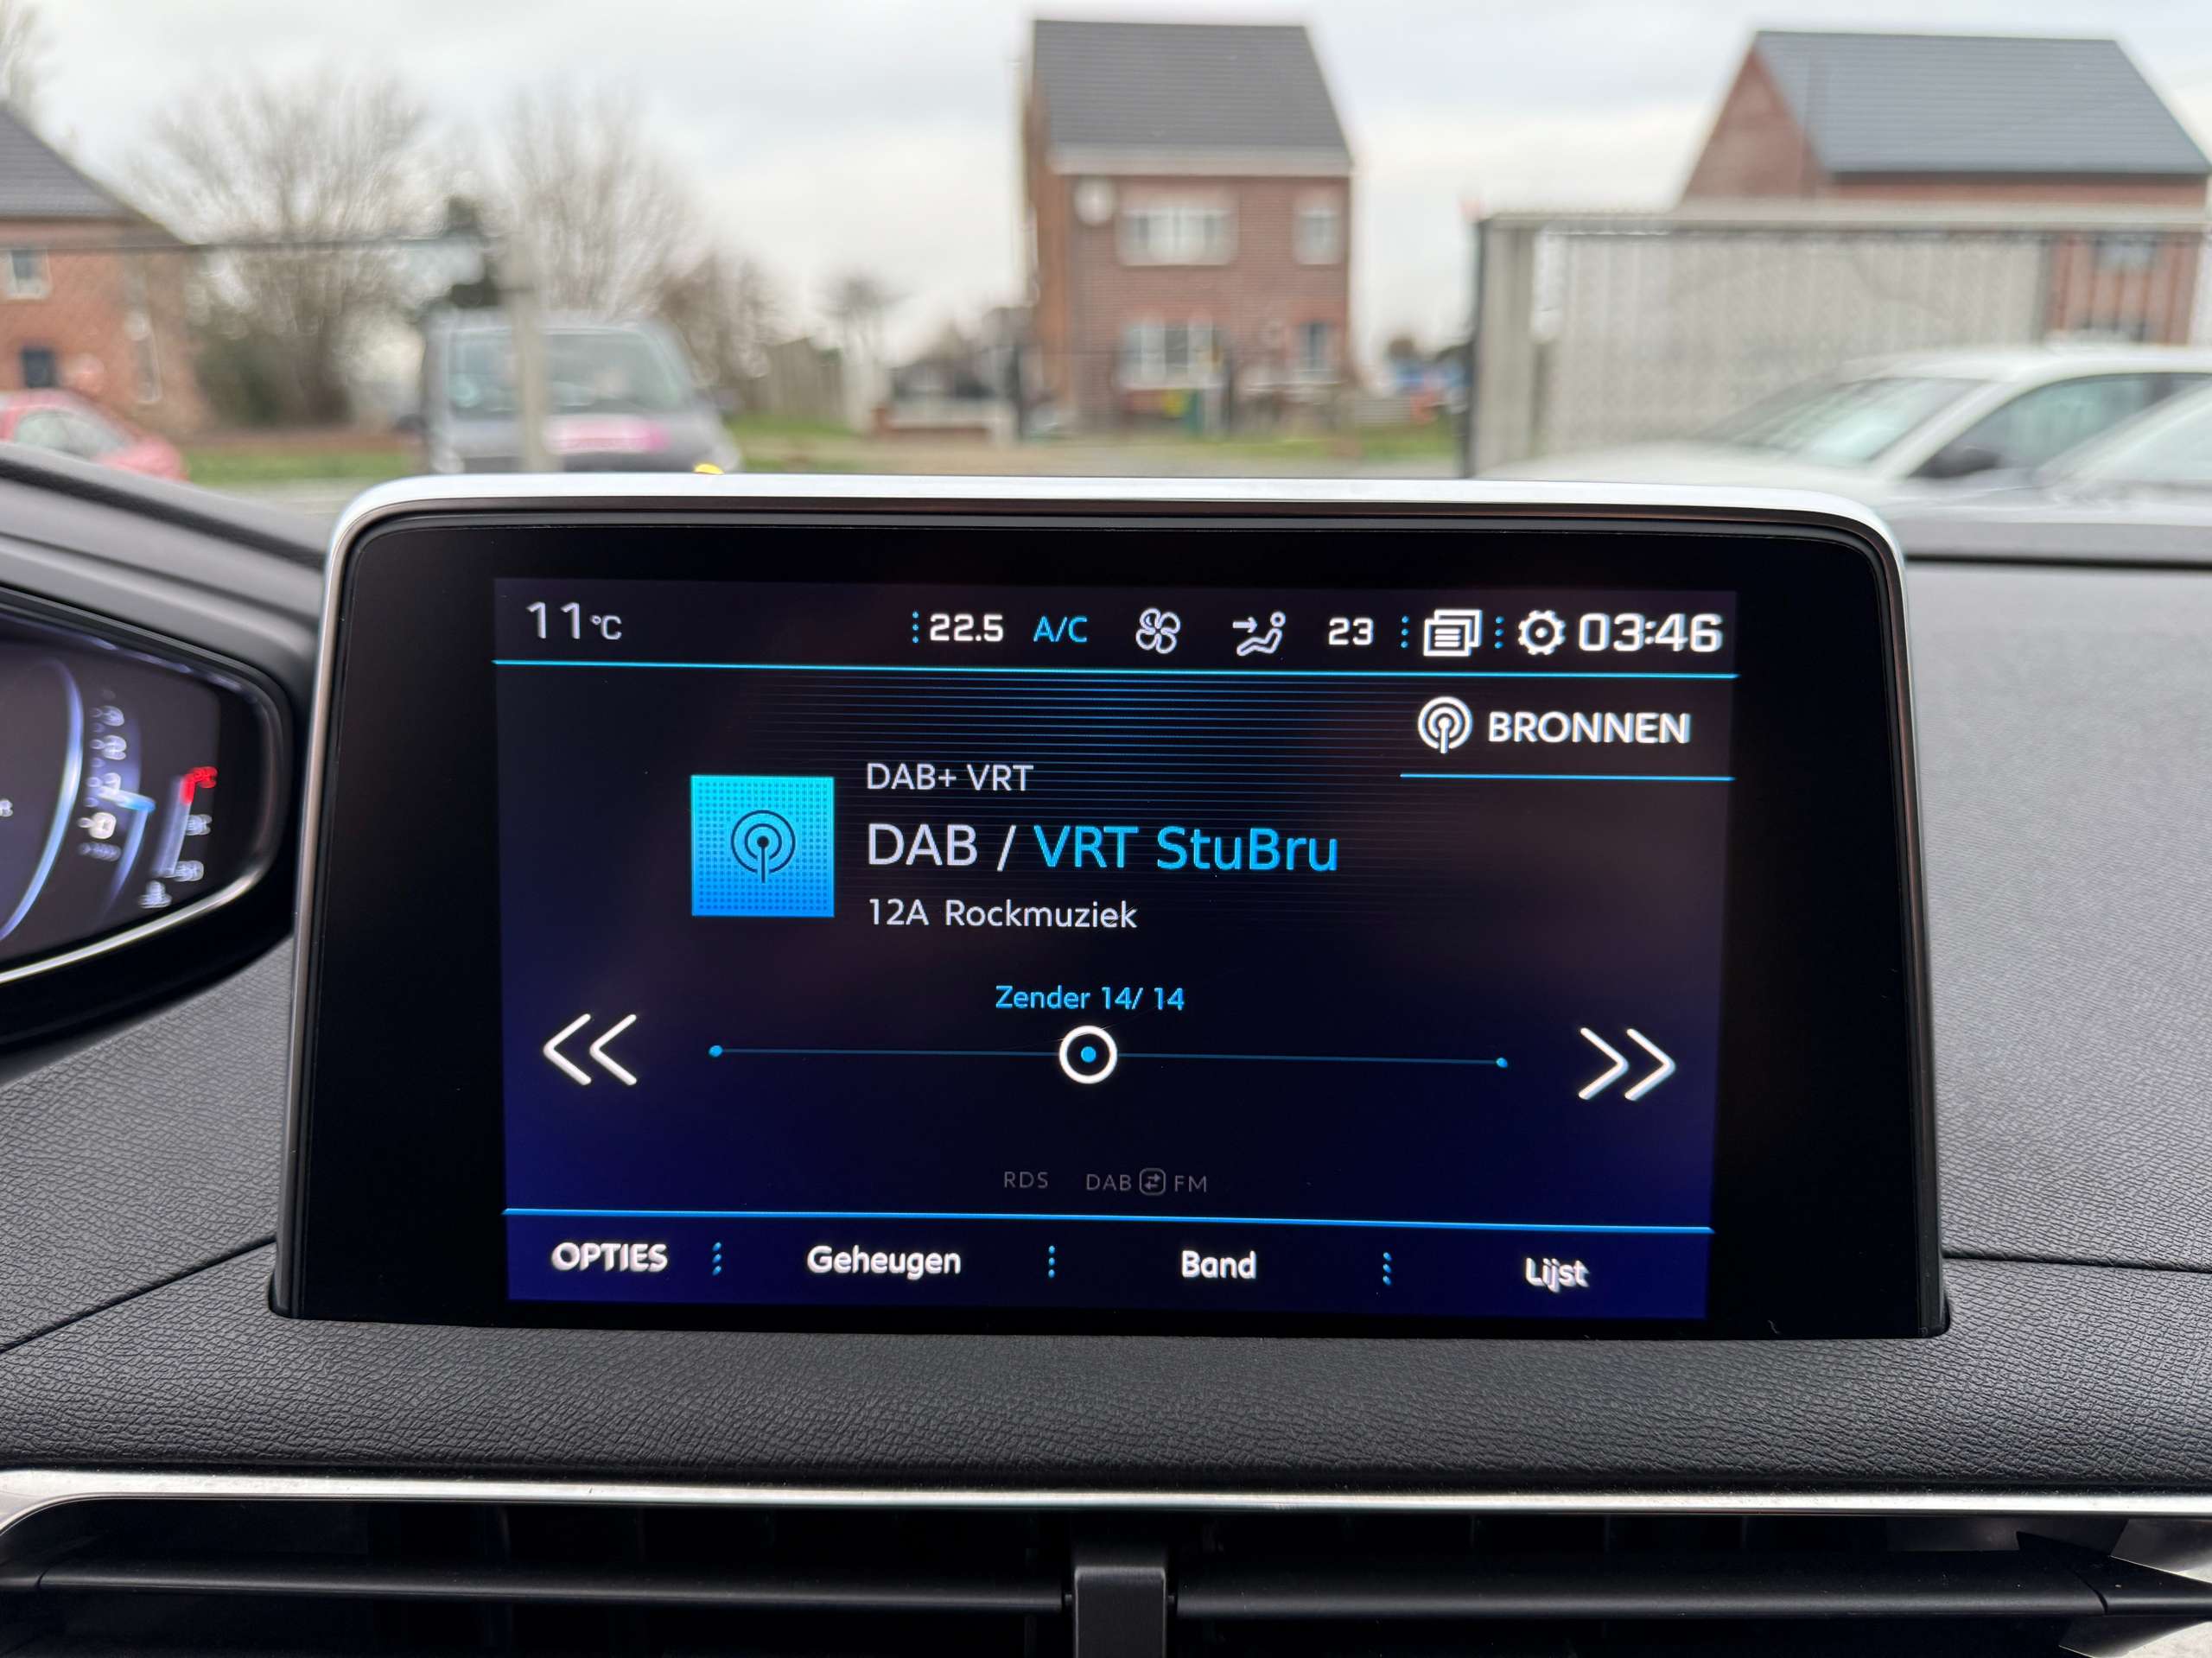 11°C 22.5 A/C 23 03:46
BRONNEN
DAB+ VRT
DAB / VRT StuBru
12A Rockmuziek
Zender 14/ 14
RDS DAB FM
OPTIES Geheugen Band Lijst